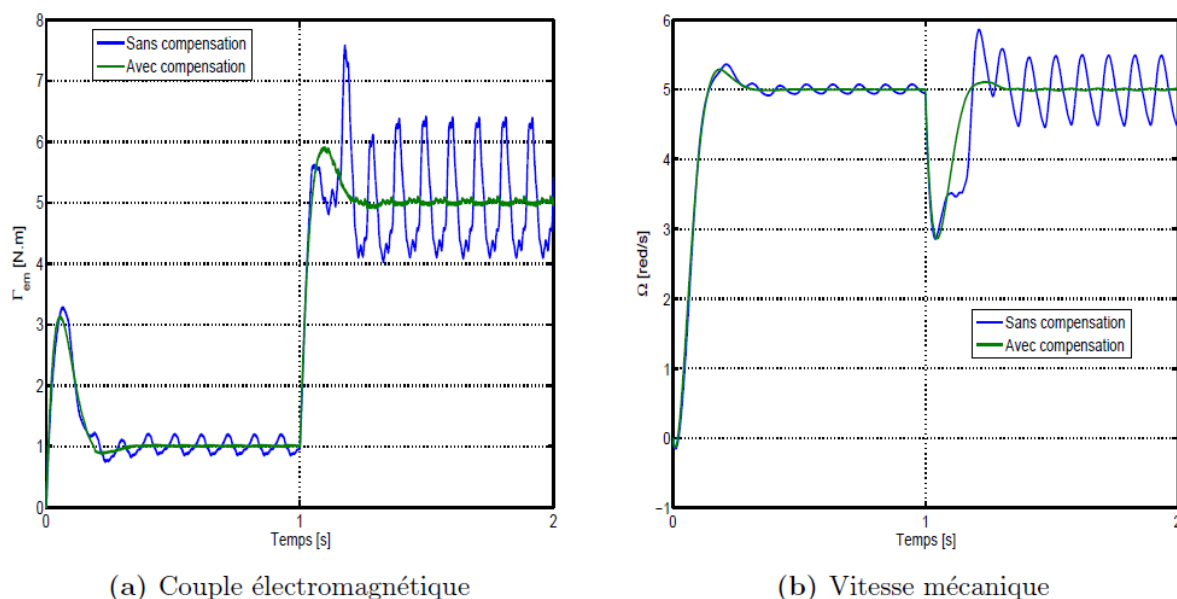 8
7
6
5
4
3
2
1
0
0
1
2
Γem [N.m]
Temps [s]
Sans compensation
Avec compensation
(a) Couple électromagnétique
6
5
4
3
2
1
0
−1
0
1
2
Ω [red/s]
Temps [s]
Sans compensation
Avec compensation
(b) Vitesse mécanique